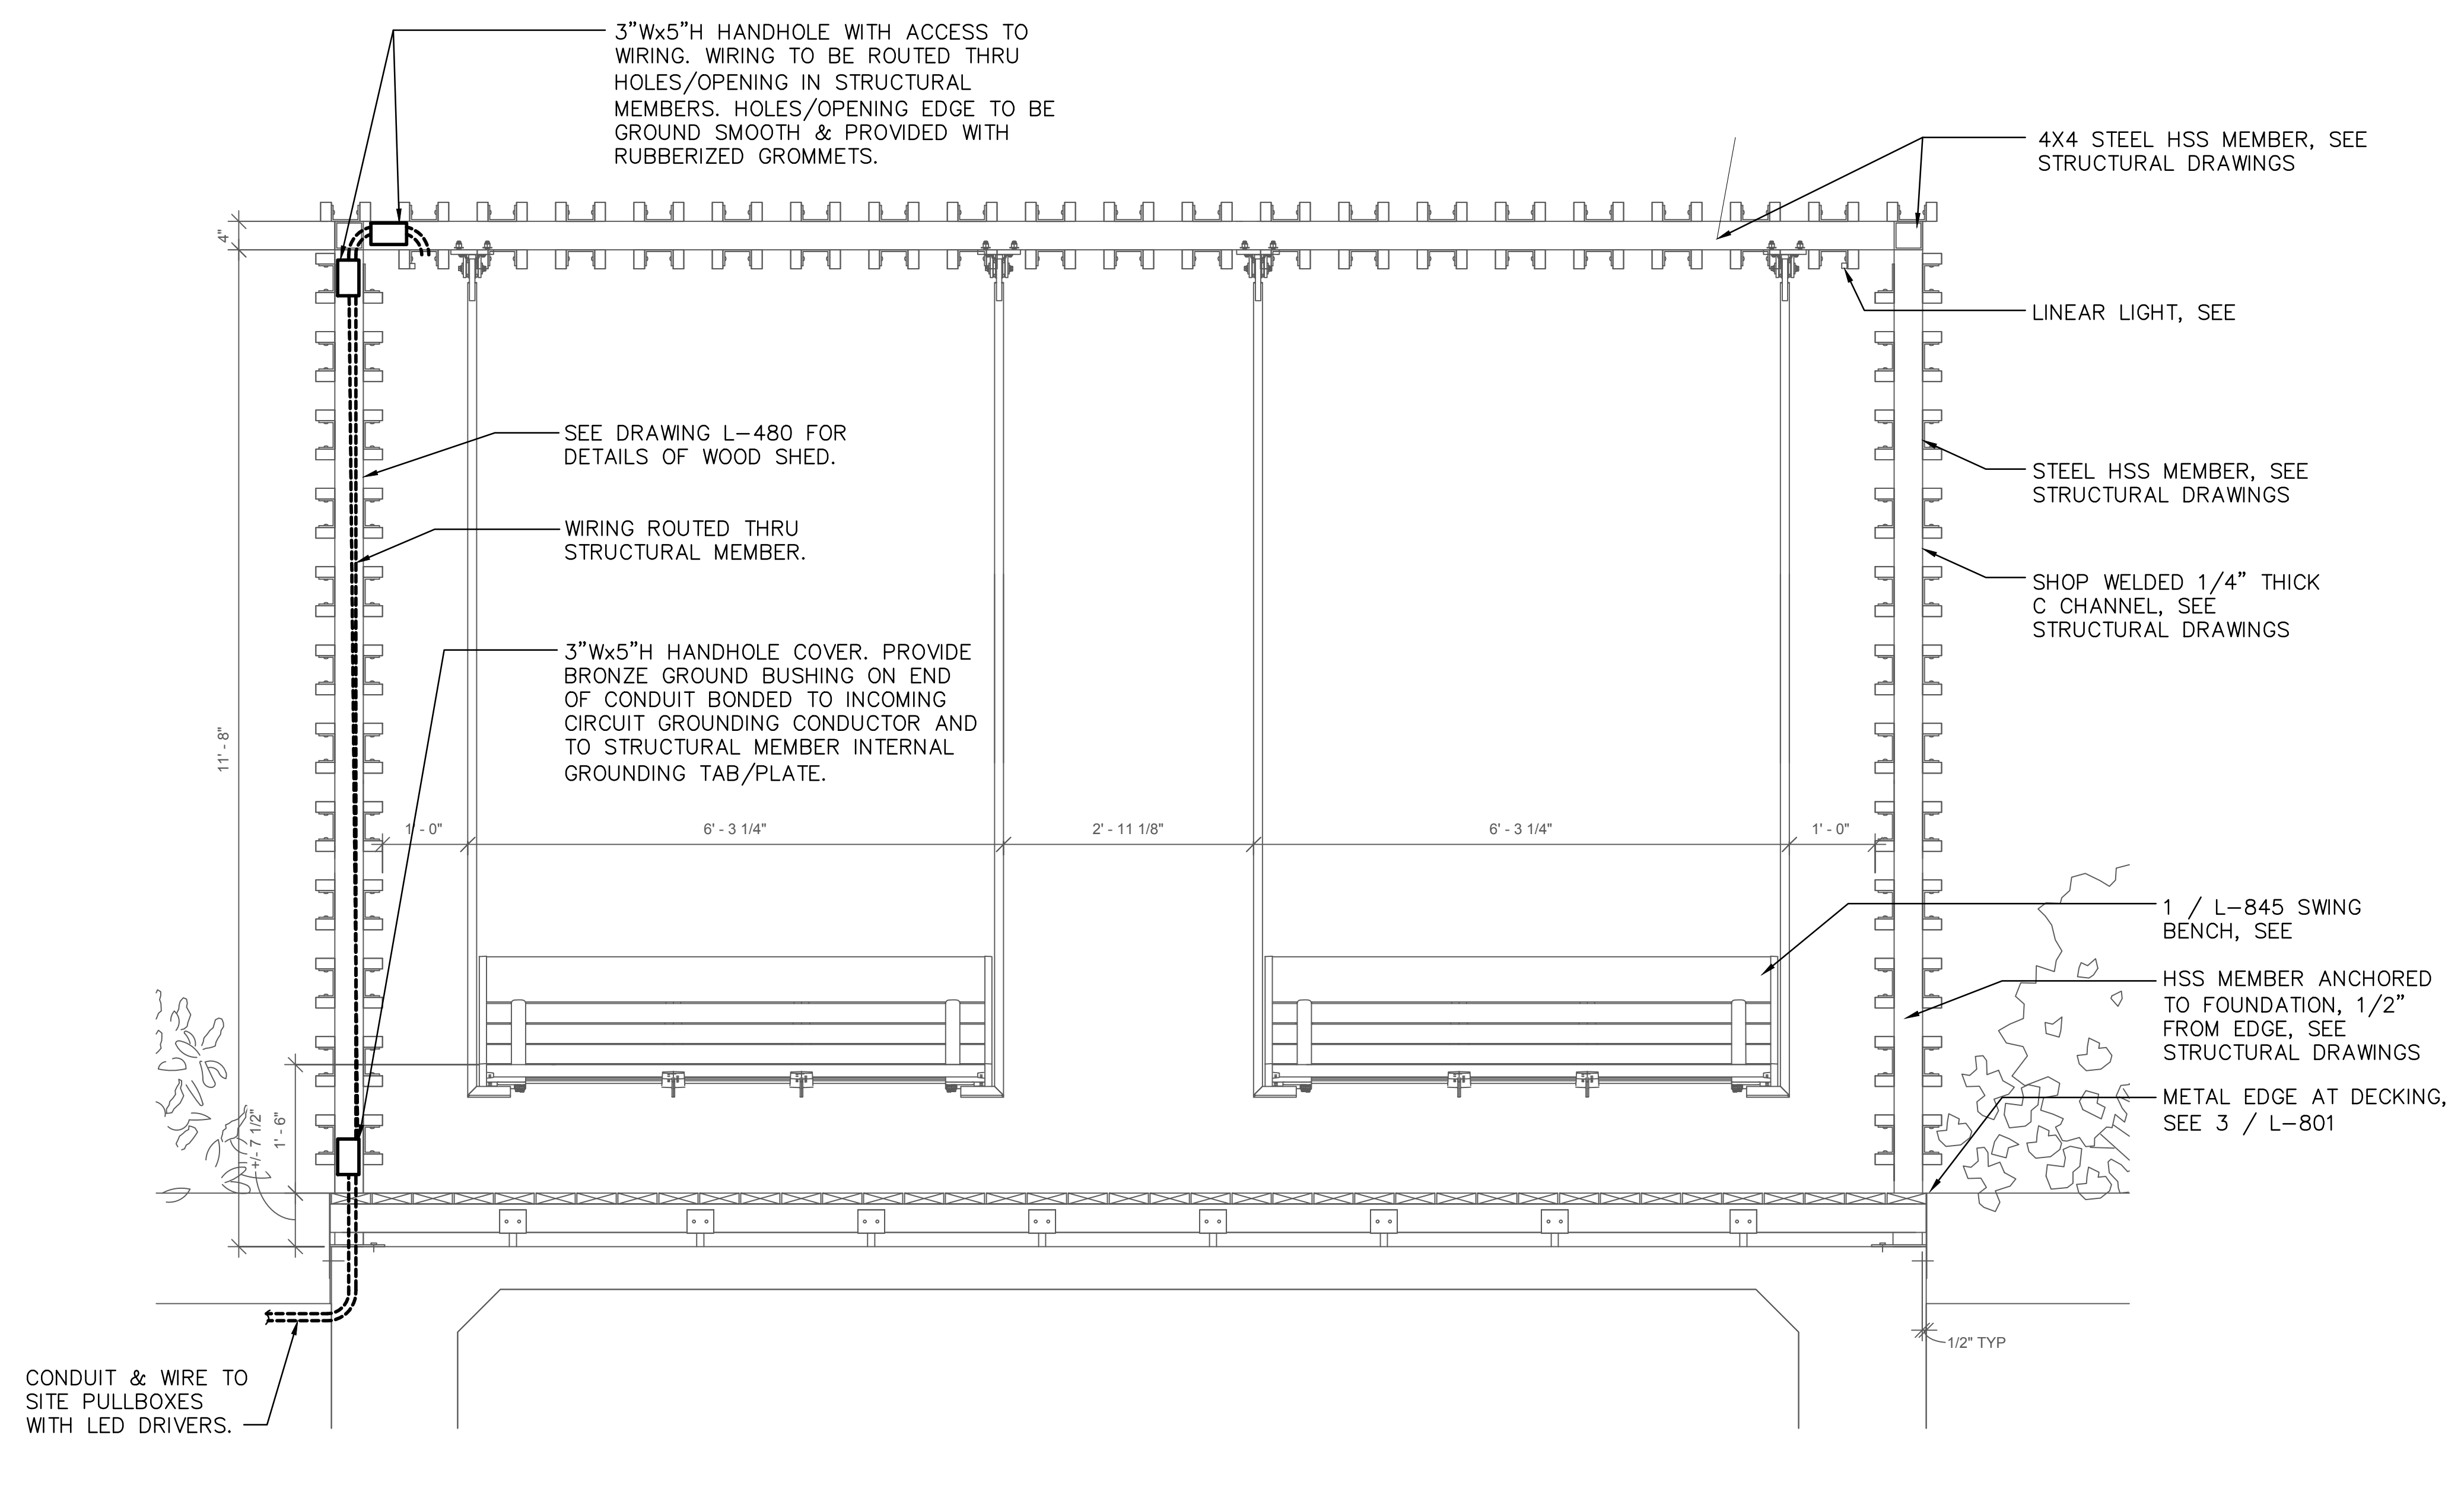 3”Wx5”H HANDHOLE WITH ACCESS TO
WIRING. WIRING TO BE ROUTED THRU
HOLES/OPENING IN STRUCTURAL
MEMBERS. HOLES/OPENING EDGE TO BE
GROUND SMOOTH & PROVIDED WITH
RUBBERIZED GROMMETS.
4X4 STEEL HSS MEMBER, SEE
STRUCTURAL DRAWINGS
4"
LINEAR LIGHT, SEE
SEE DRAWING L-480 FOR
DETAILS OF WOOD SHED.
STEEL HSS MEMBER, SEE
STRUCTURAL DRAWINGS
WIRING ROUTED THRU
STRUCTURAL MEMBER.
SHOP WELDED 1/4” THICK
C CHANNEL, SEE
STRUCTURAL DRAWINGS
3”Wx5”H HANDHOLE COVER. PROVIDE
BRONZE GROUND BUSHING ON END
OF CONDUIT BONDED TO INCOMING
CIRCUIT GROUNDING CONDUCTOR AND
TO STRUCTURAL MEMBER INTERNAL
GROUNDING TAB/PLATE.
11' - 8"
1' - 0"
6' - 3 1/4"
2' - 11 1/8"
6' - 3 1/4"
1' - 0"
1 / L-845 SWING
BENCH, SEE
HSS MEMBER ANCHORED
TO FOUNDATION, 1/2”
FROM EDGE, SEE
STRUCTURAL DRAWINGS
METAL EDGE AT DECKING,
SEE 3 / L-801
+/- 7 1/2"
1' - 6"
1/2" TYP
CONDUIT & WIRE TO
SITE PULLBOXES
WITH LED DRIVERS.